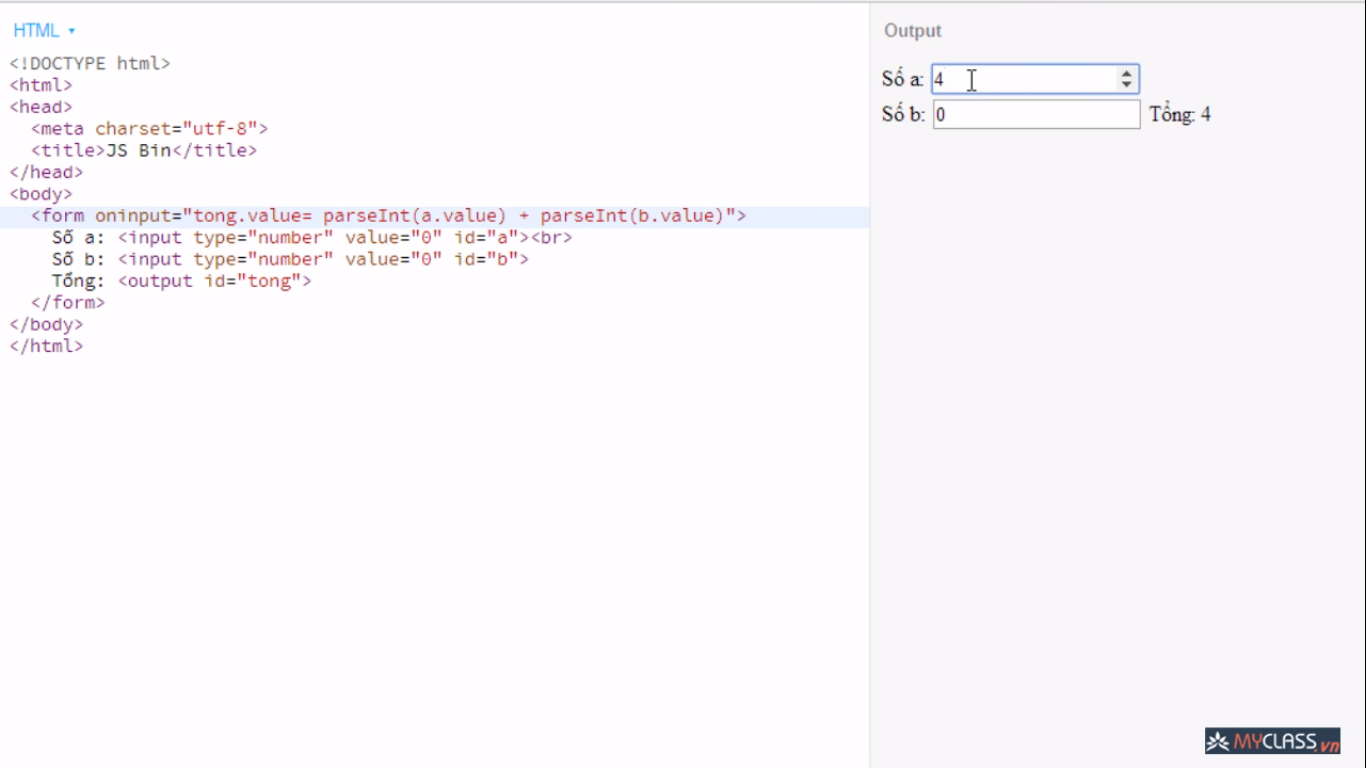 HTML
<!DOCTYPE html>
<html>
<head>
  <meta charset="utf-8">
  <title>JS Bin</title>
</head>
<body>
  <form oninput="tong.value= parseInt(a.value) + parseInt(b.value)">
    Số a: <input type="number" value="0" id="a"><br>
    Số b: <input type="number" value="0" id="b">
    Tổng: <output id="tong">
  </form>
</body>
</html>
Output
Số a: 4
Số b: 0 Tổng: 4
MYCLASS.vn